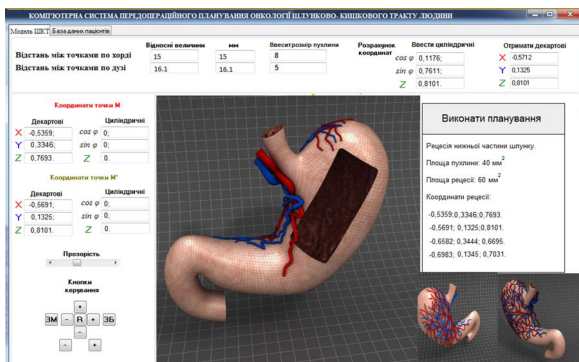 КОМП'ЮТЕРНА СИСТЕМА ПЕРЕДОПЕРАЦІЙНОГО ПЛАНУВАННЯ ОНКОЛОГІЇ ШЛУНКОВО- КИШКОВОГО ТРАКТУ ЛЮДИНИ
Модель ШКТ База даних пацієнтів
Відносні величини мм Ввеситрозмір пухлини Розрахунок координат Ввести циліндричні Отримати декартові
Відстань між точками по хорді 15 15 8
Відстань між точками по дузі 16.1 16.1 5
cos φ 0,1176; X -0,5712
sin φ 0,7611; Y 0,1325
Z 0,8101. Z 0,8101
Координати точки M
Декартові Циліндричні
X -0,5359; cos φ 0;
Y 0,3346; sin φ 0;
Z 0,7693. Z 0.
Координати точки M'
Декартові Циліндричні
X -0,5691; cos φ 0;
Y 0,1325; sin φ 0;
Z 0,8101. Z 0.
Прозорість
Кнопки
керування
+
ЗМ - R + ЗБ
-
- +
Виконати планування
Рецесія нижньої частини шлунку.
Площа пухлини: 40 мм²
Площа рецесії: 60 мм²
Координати рецесії:
-0,5359;0,3346;0,7693.
-0,5691; 0,1325;0,8101.
-0,6582; 0,3444; 0,6695.
-0,6983; 0,1345; 0,7031.